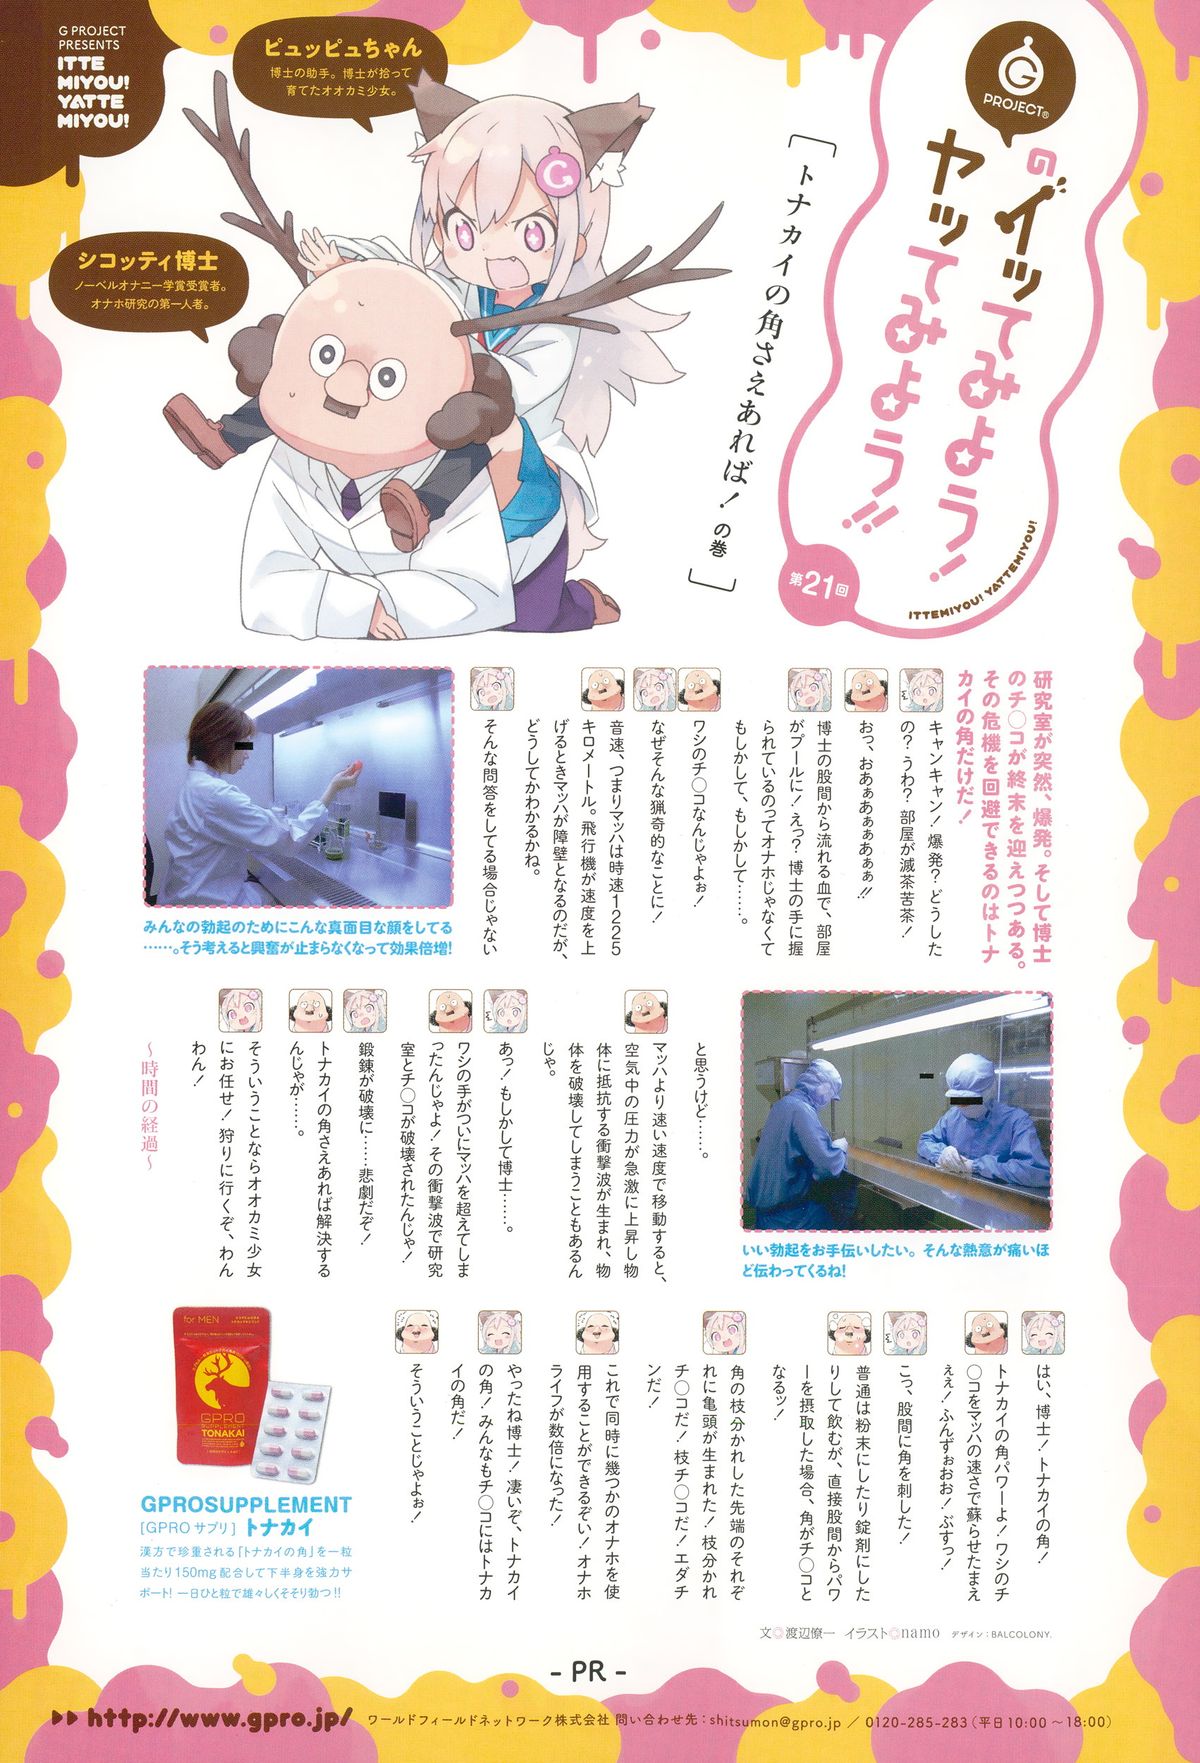 G PROJECT
PRESENTS
ITTE
MIYOU!
YATTE
MIYOU!
ピュッピュちゃん
博士の助手。博士が拾って
育てたオオカミ少女。
シコッティ博士
ノーベルオナニー学賞受賞者。
オナホ研究の第一人者。
G
PROJECT®
の
イッてみよう!
ヤッてみよう!!
ITTEMIYOU! YATTEMIYOU!
第21回
トナカイの角さえあれば! の巻
G
研究室が突然、爆発。そして博士
のチ◯コが終末を迎えつつある。
その危機を回避できるのはトナ
カイの角だけだ!
キャンキャン! 爆発? どうした
の? うわ? 部屋が滅茶苦茶!
おっ、おあぁあぁぁあぁぁ!!
博士の股間から流れる血で、部屋
がプールに! えっ? 博士の手に握
られているのってオナホじゃなくて
もしかして、もしかして……。
ワシのチ◯コなんじゃよぉ!
なぜそんな猟奇的なことに!
音速、つまりマッハは時速1225
キロメートル。飛行機が速度を上
げるときマッハが障壁となるのだが、
どうしてかわかるかね。
そんな問答をしてる場合じゃない
みんなの勃起のためにこんな真面目な顔をしてる
……。そう考えると興奮が止まらなくなって効果倍増!
いい勃起をお手伝いしたい。そんな熱意が痛いほ
ど伝わってくるね!
と思うけど……。
マッハより速い速度で移動すると、
空気中の圧力が急激に上昇し物
体に抵抗する衝撃波が生まれ、物
体を破壊してしまうこともあるん
じゃ。
あっ! もしかして博士……。
ワシの手がついにマッハを超えてしま
ったんじゃよ! その衝撃波で研究
室とチ◯コが破壊されたんじゃ!
鍛錬が破壊に……悲劇だぞ!
トナカイの角さえあれば解決する
んじゃが……。
そういうことならオオカミ少女
にお任せ! 狩りに行くぞ、わん
わん!
〜時間の経過〜
はい、博士! トナカイの角!
トナカイの角パワーよ! ワシのチ
◯コをマッハの速さで蘇らせたまえ
ぇぇ! ふんずぉおお! ぶすっ!
こっ、股間に角を刺した!
普通は粉末にしたり錠剤にした
りして飲むが、直接股間からパワ
ーを摂取した場合、角がチ◯コと
なるッ!
角の枝分かれした先端のそれぞ
れに亀頭が生まれた! 枝分かれ
チ◯コだ! 枝チ◯コだ! エダチ
ンだ!
これで同時に幾つかのオナホを使
用することができるぞい! オナホ
ライフが数倍になった!
やったね博士! 凄いぞ、トナカイ
の角! みんなもチ◯コにはトナカ
イの角だ!
そういうことじゃよぉ!
for MEN
GPRO
SUPPLEMENT
TONAKAI
GPROSUPPLEMENT
[GPRO サプリ] トナカイ
漢方で珍重される「トナカイの角」を一粒
当たり150mg配合して下半身を強力サ
ポート! 一日ひと粒で雄々しくそそり勃つ!!
文◎渡辺僚一 イラスト◎namo デザイン:BALCOLONY.
- PR -
http://www.gpro.jp/ ワールドフィールドネットワーク株式会社 問い合わせ先:shitsumon@gpro.jp / 0120-285-283(平日10:00〜18:00)